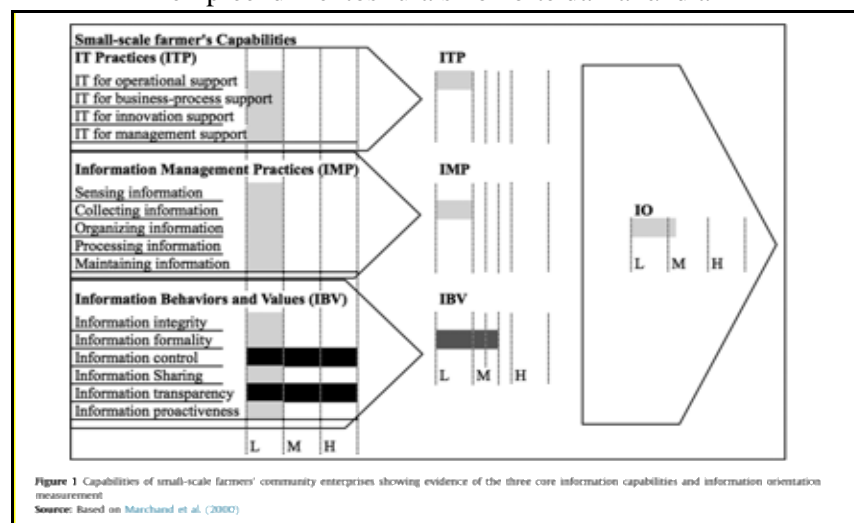 Small-scale farmer's Capabilities
IT Practices (ITP)
IT for operational support
IT for business-process support
IT for innovation support
IT for management support
ITP
Information Management Practices (IMP)
Sensing information
Collecting information
Organizing information
Processing information
Maintaining information
IMP
Information Behaviors and Values (IBV)
Information integrity
Information formality
Information control
Information Sharing
Information transparency
Information proactiveness
L M H
IBV
L M H
IO
L M H
Figure 1 Capabilities of small-scale farmers' community enterprises showing evidence of the three core information capabilities and information orientation
measurement
Source: Based on Marchand et al. (2000)